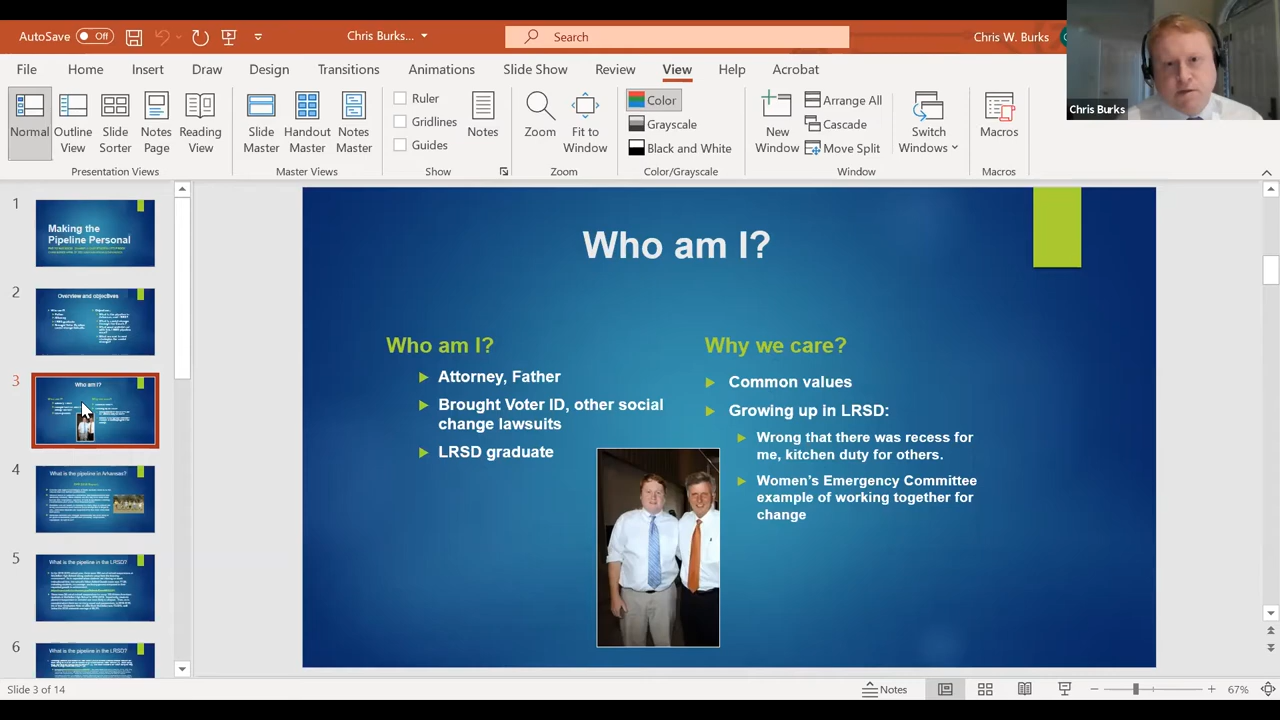 AutoSave Off
Chris Burks...
Search
Chris W. Burks
Chris Burks
File Home Insert Draw Design Transitions Animations Slide Show Review View Help Acrobat
Normal
Outline View
Slide Sorter
Notes Page
Reading View
Presentation Views
Slide Master
Handout Master
Notes Master
Master Views
Ruler
Gridlines
Guides
Show
Notes
Zoom
Fit to Window
Zoom
Color
Grayscale
Black and White
Color/Grayscale
New Window
Arrange All
Cascade
Move Split
Switch Windows
Window
Macros
Macros
1
Making the
Pipeline Personal
2
Overview and objectives
3
Who am I?
4
What is the pipeline in Arkansas?
5
What is the pipeline in the LRSD?
6
What is the pipeline in the LRSD?
Who am I?
Who am I?
Attorney, Father
Brought Voter ID, other social
change lawsuits
LRSD graduate
Why we care?
Common values
Growing up in LRSD:
Wrong that there was recess for
me, kitchen duty for others.
Women's Emergency Committee
example of working together for
change
Slide 3 of 14
Notes
67%